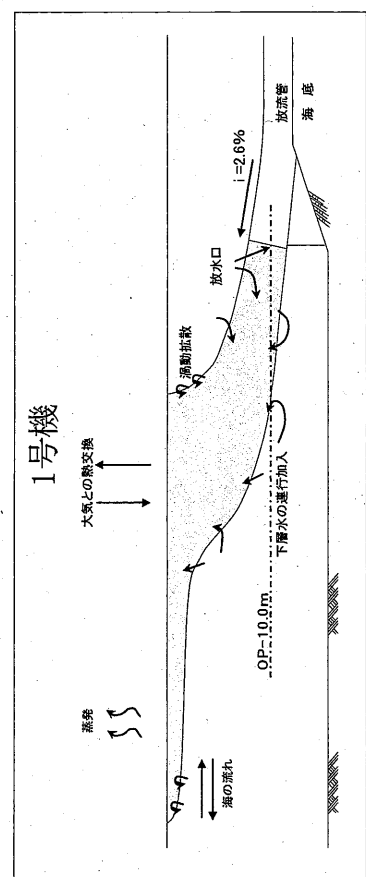 1号機
大気との熱交換
蒸発
渦動拡散
放水口
i=2.6%
放流管
海底
海の流れ
下層水の連行加入
OP-10.0m